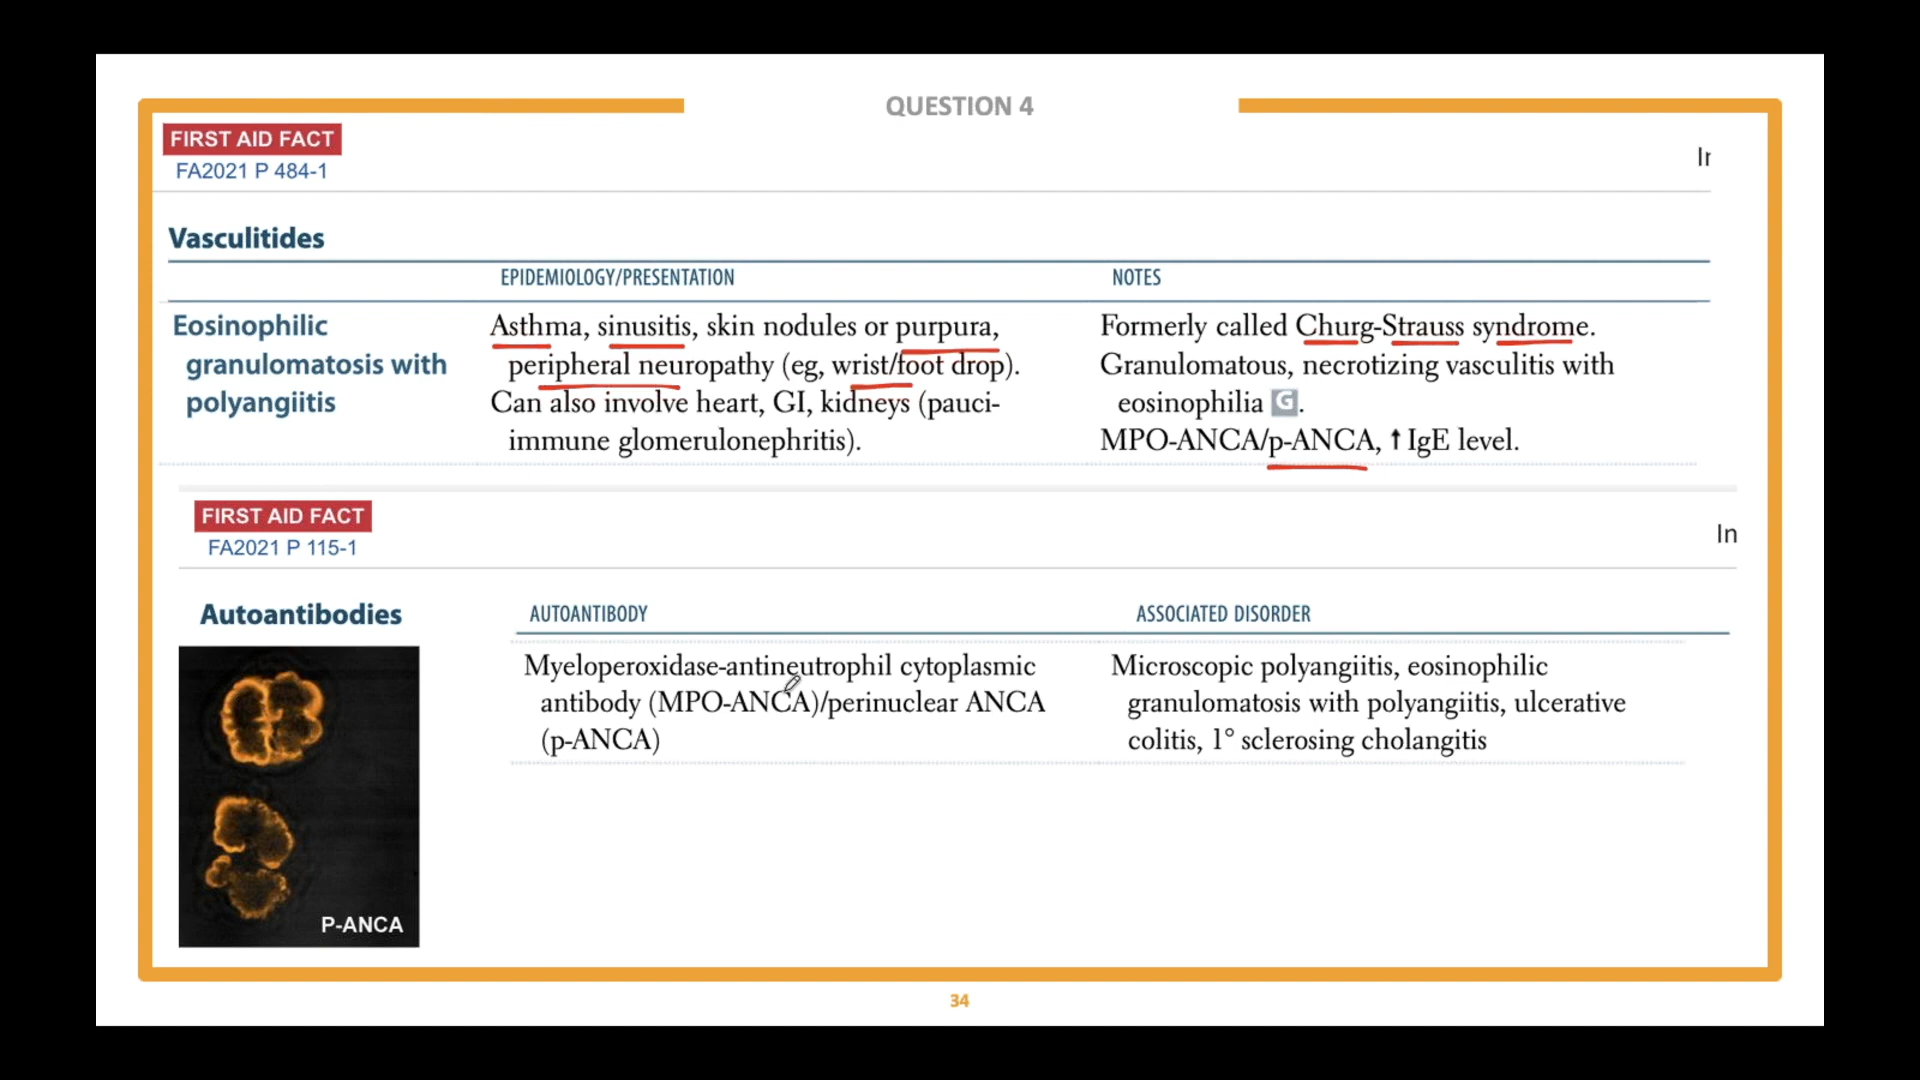 QUESTION 4
FIRST AID FACT
FA2021 P 484-1
Ir
Vasculitides
EPIDEMIOLOGY/PRESENTATION
NOTES
Eosinophilic
granulomatosis with
polyangiitis
Asthma, sinusitis, skin nodules or purpura,
peripheral neuropathy (eg, wrist/foot drop).
Can also involve heart, GI, kidneys (pauci-
immune glomerulonephritis).
Formerly called Churg-Strauss syndrome.
Granulomatous, necrotizing vasculitis with
eosinophilia G.
MPO-ANCA/p-ANCA, ↑ IgE level.
FIRST AID FACT
FA2021 P 115-1
In
Autoantibodies
AUTOANTIBODY
ASSOCIATED DISORDER
Myeloperoxidase-antineutrophil cytoplasmic
antibody (MPO-ANCA)/perinuclear ANCA
(p-ANCA)
Microscopic polyangiitis, eosinophilic
granulomatosis with polyangiitis, ulcerative
colitis, 1° sclerosing cholangitis
P-ANCA
34